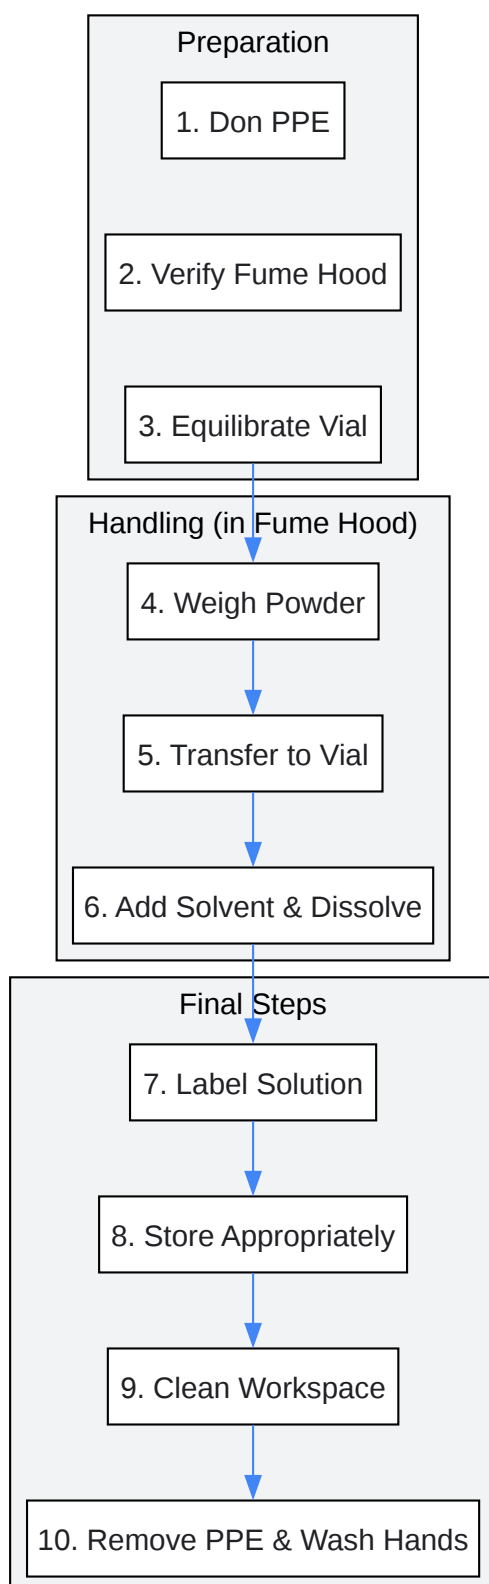 Preparation
1. Don PPE
2. Verify Fume Hood
3. Equilibrate Vial
Handling (in Fume Hood)
4. Weigh Powder
5. Transfer to Vial
6. Add Solvent & Dissolve
Final Steps
7. Label Solution
8. Store Appropriately
9. Clean Workspace
10. Remove PPE & Wash Hands